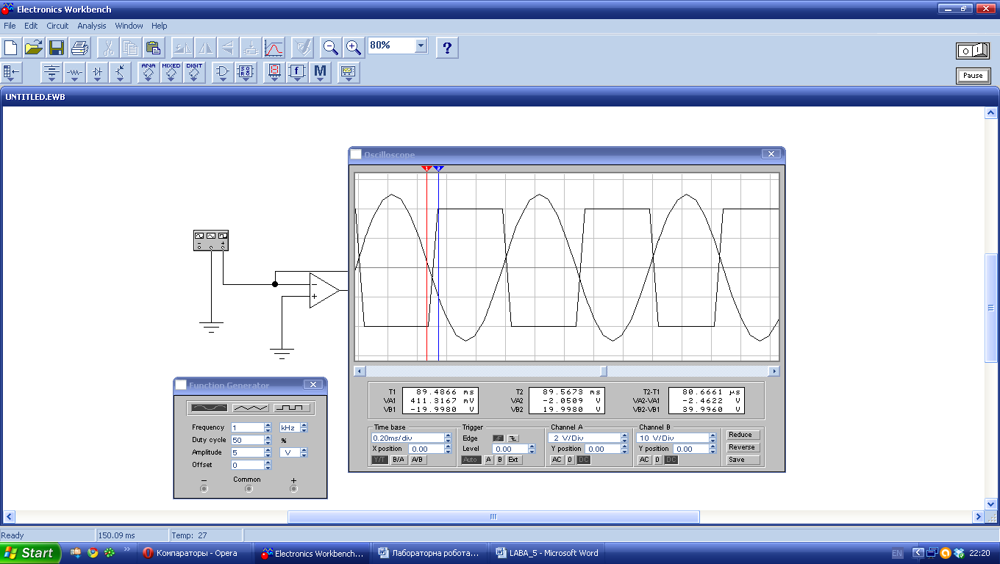 Electronics Workbench
File Edit Circuit Analysis Window Help
80%
?
ANA MIXED DIGIT
f M
O I
Pause
UNTITLED.EWB
Oscilloscope
1 2
T1 89.4866 ms T2 89.5673 ms T2-T1 80.6661 µs
VA1 411.3167 mV VA2 -2.0509 V VA2-VA1 -2.4622 V
VB1 -19.9980 V VB2 19.9980 V VB2-VB1 39.9960 V
Time base Trigger Channel A Channel B
0.20ms/div Edge 2 V/Div 10 V/Div Reduce
X position 0.00 Level 0.00 Y position 0.00 Y position 0.00 Reverse
Y/T B/A A/B Auto A B Ext AC 0 DC AC 0 DC Save
Function Generator
Frequency 1 kHz
Duty cycle 50 %
Amplitude 5 V
Offset 0
− Common +
Ready 150.09 ms Temp: 27
Start » Компараторы - Opera Electronics Workbench... Лабораторна робота... LABA_5 - Microsoft Word EN 22:20